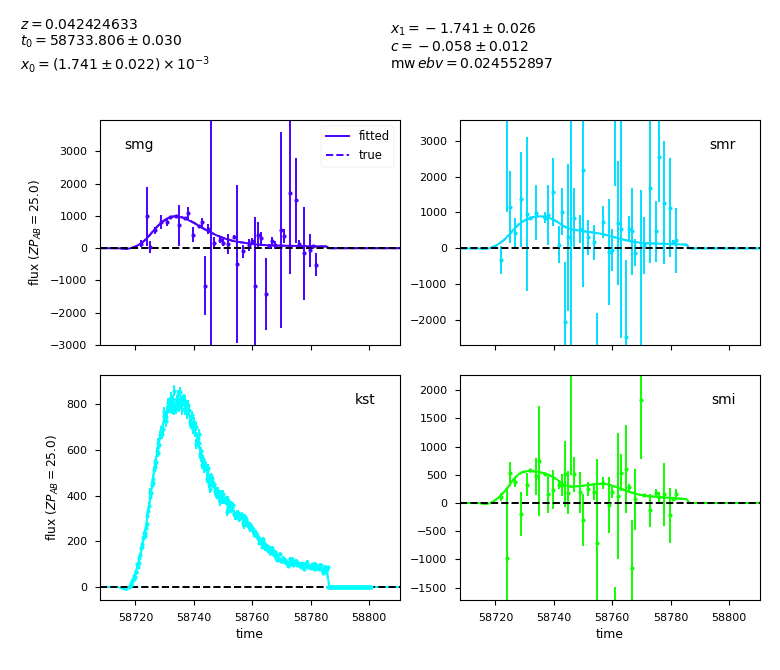 z = 0.042424633
t₀ = 58733.806 ± 0.030
x₀ = (1.741 ± 0.022) × 10⁻³
x₁ = −1.741 ± 0.026
c = −0.058 ± 0.012
mw ebv = 0.024552897
smg
fitted
true
3000
2000
1000
0
−1000
−2000
−3000
flux (ZP_AB = 25.0)
smr
3000
2000
1000
0
−1000
−2000
kst
800
600
400
200
0
flux (ZP_AB = 25.0)
58720 58740 58760 58780 58800
time
smi
2000
1500
1000
500
0
−500
−1000
−1500
58720 58740 58760 58780 58800
time